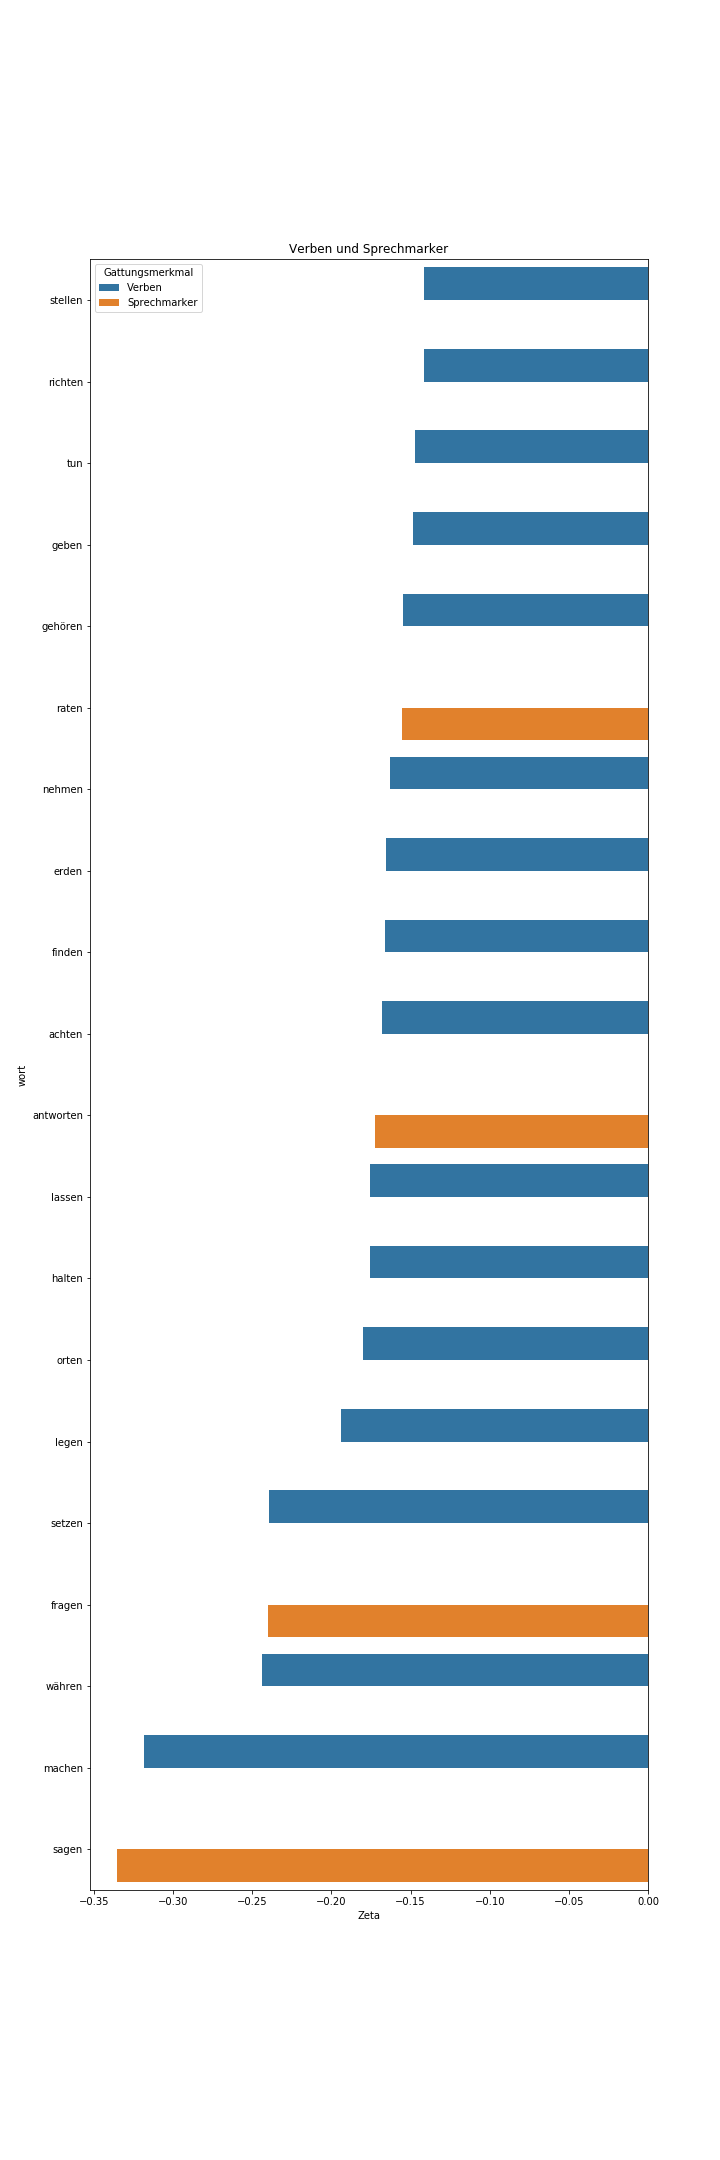 Verben und Sprechmarker
Gattungsmerkmal
Verben
Sprechmarker
stellen
richten
tun
geben
gehören
raten
nehmen
erden
finden
achten
wort
antworten
lassen
halten
orten
legen
setzen
fragen
währen
machen
sagen
−0.35 −0.30 −0.25 −0.20 −0.15 −0.10 −0.05 0.00
Zeta